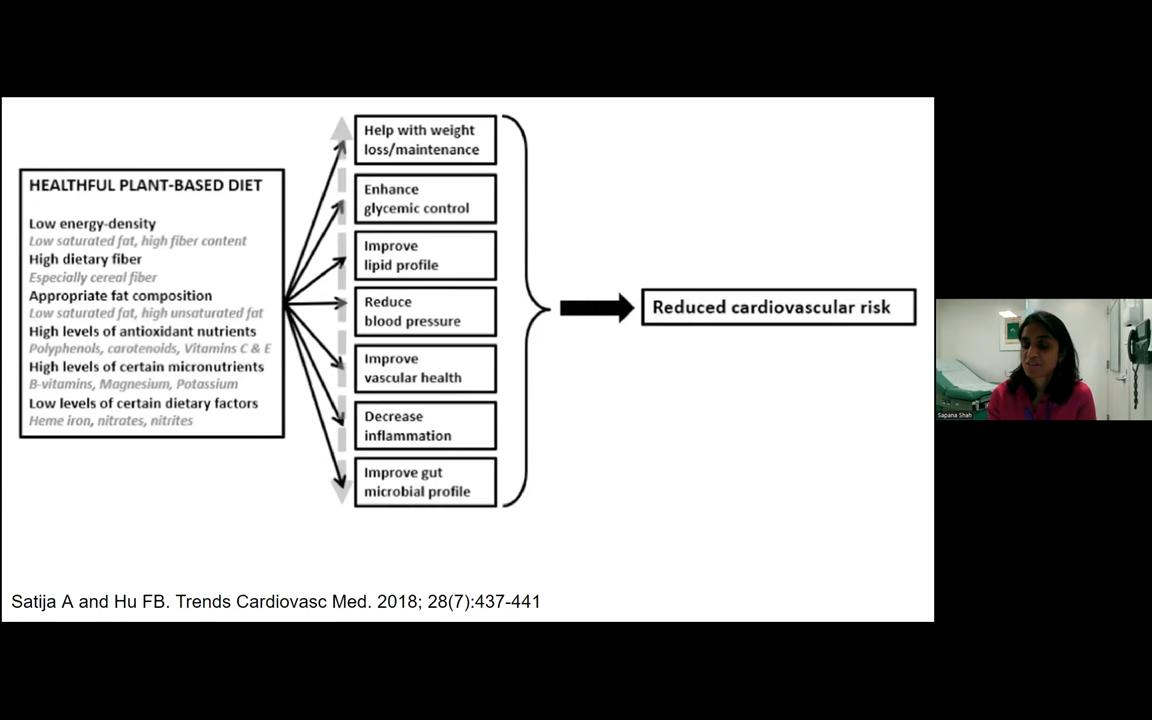 HEALTHFUL PLANT-BASED DIET
Low energy-density
Low saturated fat, high fiber content
High dietary fiber
Especially cereal fiber
Appropriate fat composition
Low saturated fat, high unsaturated fat
High levels of antioxidant nutrients
Polyphenols, carotenoids, Vitamins C & E
High levels of certain micronutrients
B-vitamins, Magnesium, Potassium
Low levels of certain dietary factors
Heme iron, nitrates, nitrites
Help with weight
loss/maintenance
Enhance
glycemic control
Improve
lipid profile
Reduce
blood pressure
Improve
vascular health
Decrease
inflammation
Improve gut
microbial profile
Reduced cardiovascular risk
Satija A and Hu FB. Trends Cardiovasc Med. 2018; 28(7):437-441
Sapana Shah